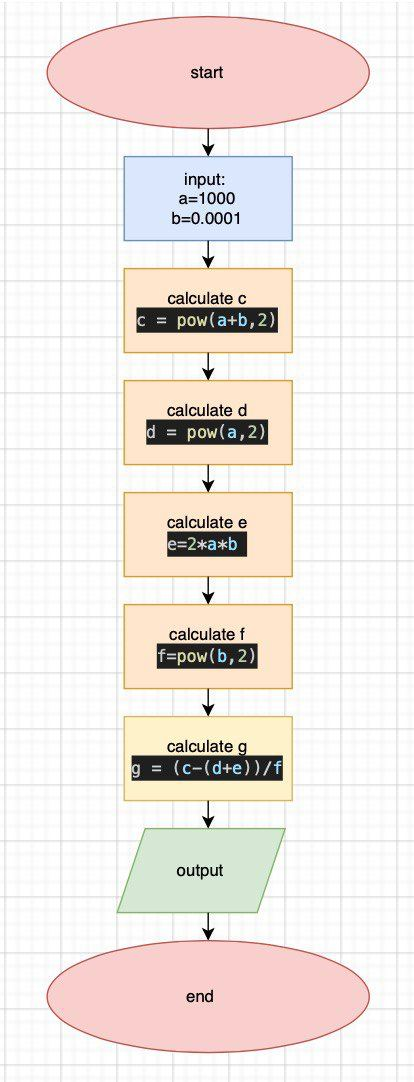 start
input:
a=1000
b=0.0001
calculate c
c = pow(a+b,2)
calculate d
d = pow(a,2)
calculate e
e=2*a*b
calculate f
f=pow(b,2)
calculate g
g = (c-(d+e))/f
output
end